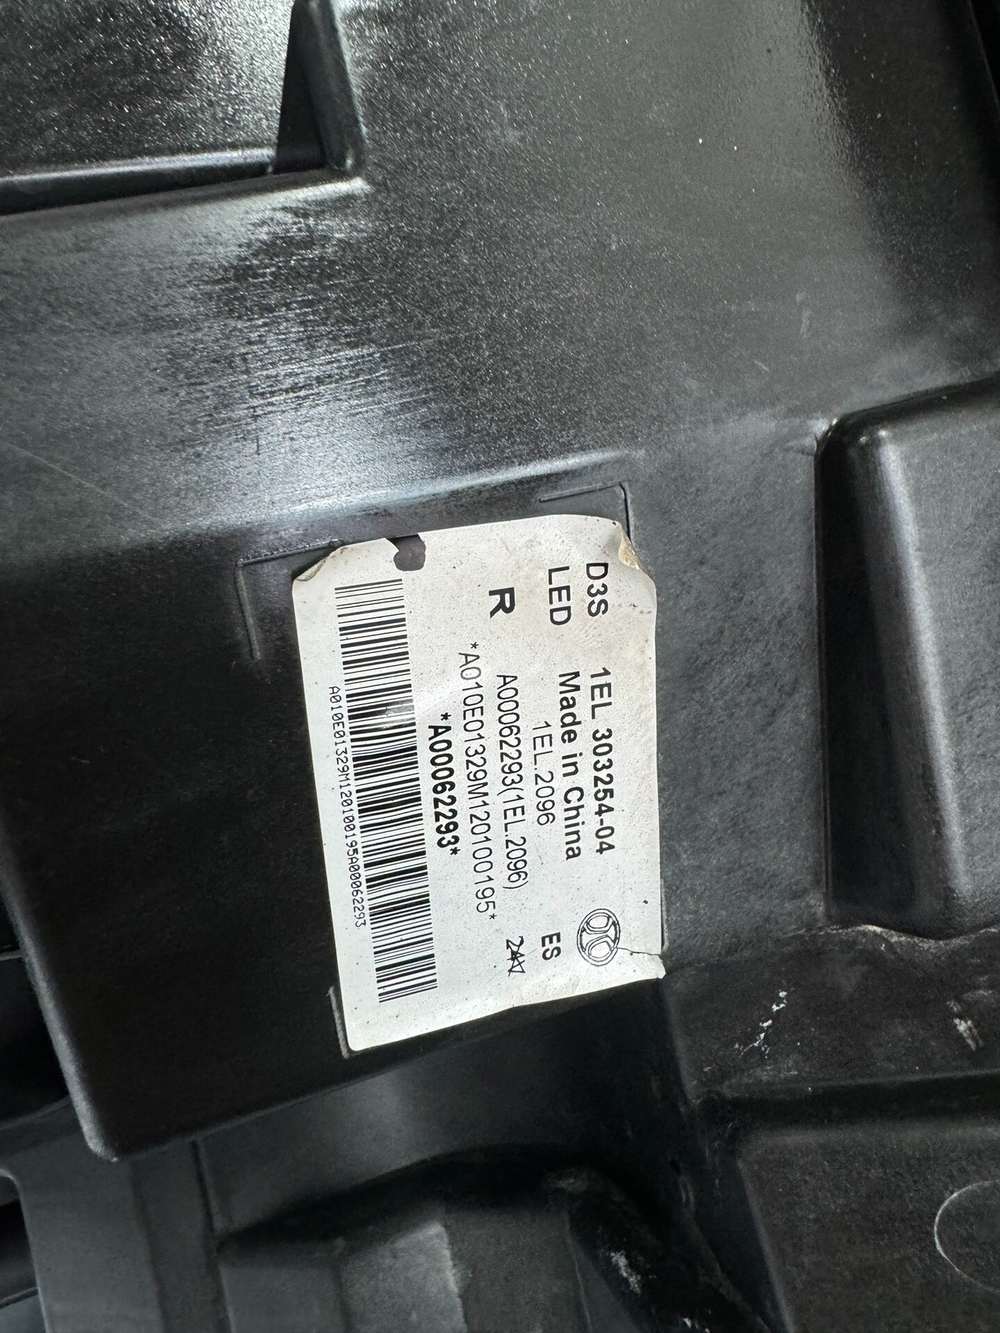 D3S 1EL 303254-04
LED Made in China
1EL.2096 ES
R A00062293(1EL.2096)
*A010E01329M120100195*
*A00062293*
A010E01329M120100195A00062293